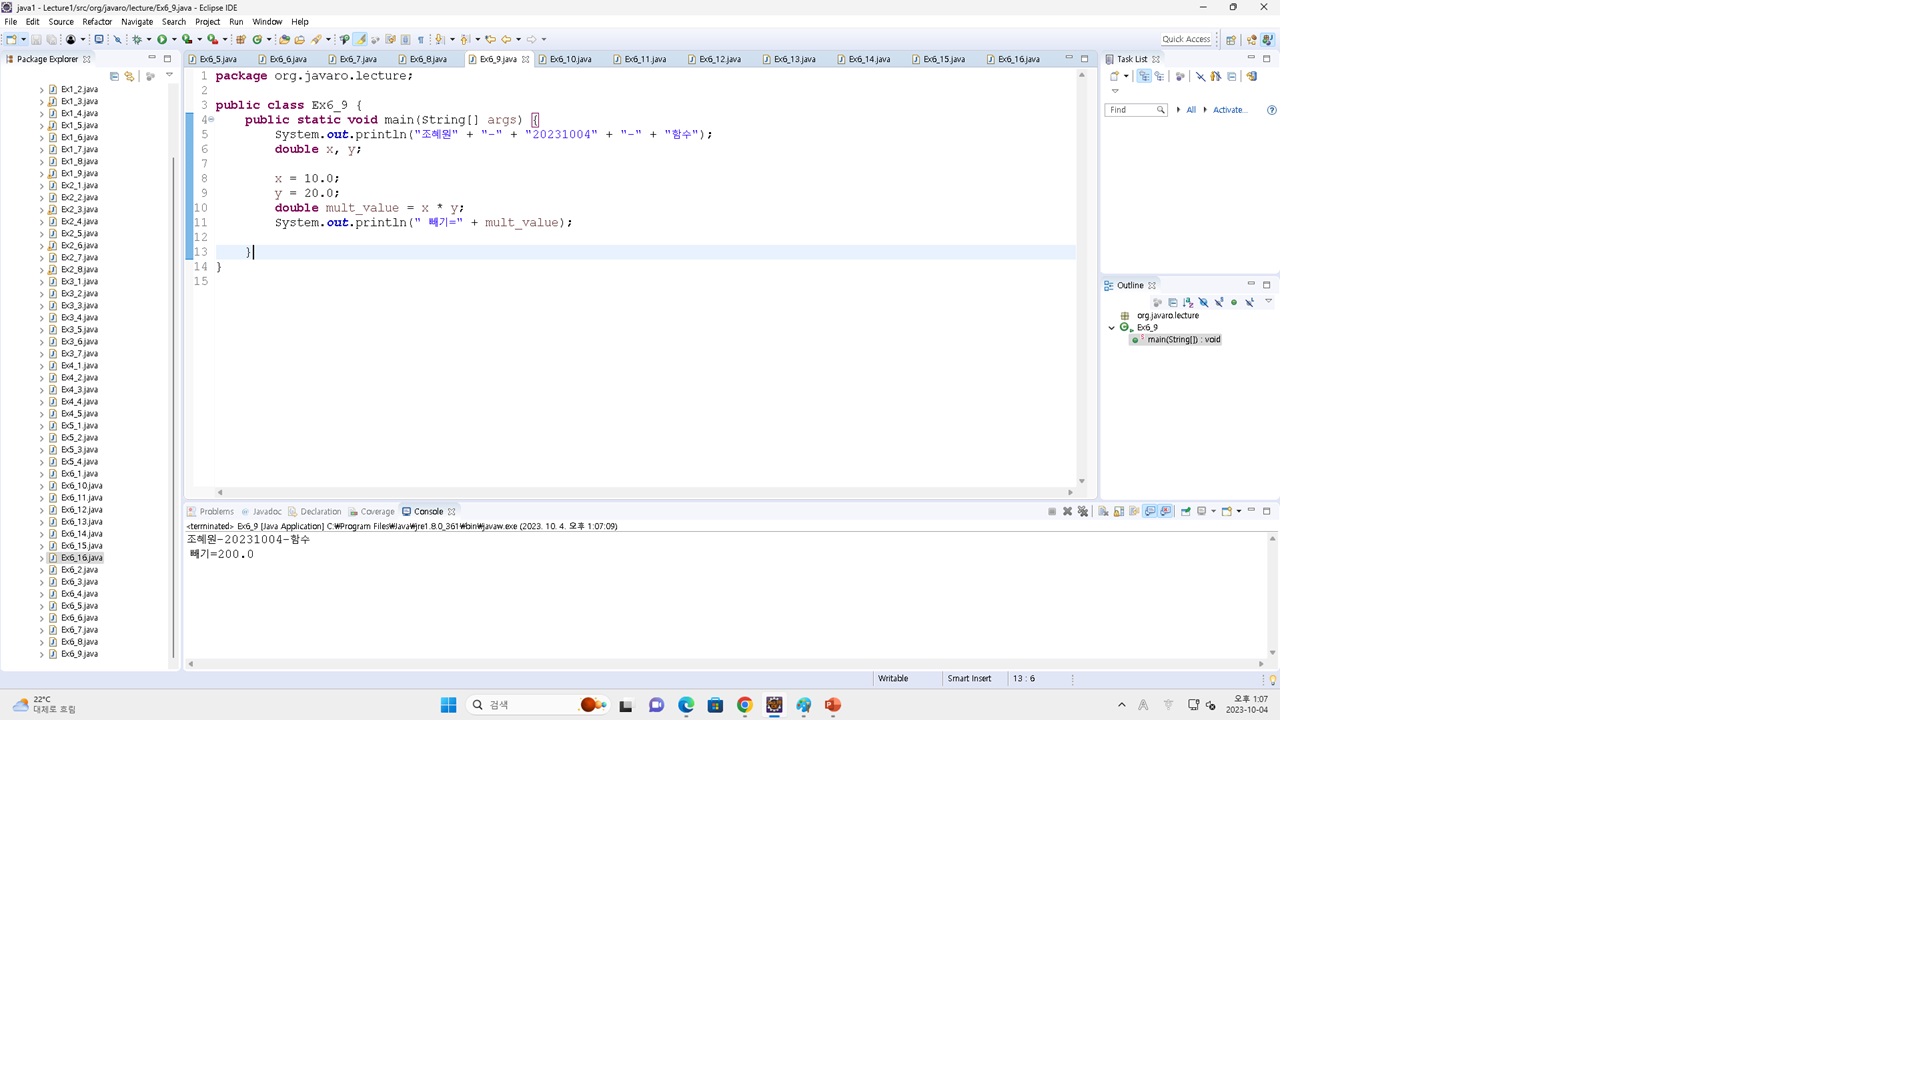 java1 - Lecture1/src/org/javaro/lecture/Ex6_9.java - Eclipse IDE
File Edit Source Refactor Navigate Search Project Run Window Help
Quick Access
Package Explorer
Ex1_2.java
Ex1_3.java
Ex1_4.java
Ex1_5.java
Ex1_6.java
Ex1_7.java
Ex1_8.java
Ex1_9.java
Ex2_1.java
Ex2_2.java
Ex2_3.java
Ex2_4.java
Ex2_5.java
Ex2_6.java
Ex2_7.java
Ex2_8.java
Ex3_1.java
Ex3_2.java
Ex3_3.java
Ex3_4.java
Ex3_5.java
Ex3_6.java
Ex3_7.java
Ex4_1.java
Ex4_2.java
Ex4_3.java
Ex4_4.java
Ex4_5.java
Ex5_1.java
Ex5_2.java
Ex5_3.java
Ex5_4.java
Ex6_1.java
Ex6_10.java
Ex6_11.java
Ex6_12.java
Ex6_13.java
Ex6_14.java
Ex6_15.java
Ex6_16.java
Ex6_2.java
Ex6_3.java
Ex6_4.java
Ex6_5.java
Ex6_6.java
Ex6_7.java
Ex6_8.java
Ex6_9.java
Ex6_5.java Ex6_6.java Ex6_7.java Ex6_8.java Ex6_9.java Ex6_10.java Ex6_11.java Ex6_12.java Ex6_13.java Ex6_14.java Ex6_15.java Ex6_16.java
1 package org.javaro.lecture;
2
3 public class Ex6_9 {
4 public static void main(String[] args) {
5 System.out.println("조혜원" + "-" + "20231004" + "-" + "함수");
6 double x, y;
7
8 x = 10.0;
9 y = 20.0;
10 double mult_value = x * y;
11 System.out.println(" 빼기=" + mult_value);
12
13 }
14 }
15
Task List
Find All Activate...
Outline
org.javaro.lecture
Ex6_9
main(String[]) : void
Problems Javadoc Declaration Coverage Console
<terminated> Ex6_9 [Java Application] C:₩Program Files₩Java₩jre1.8.0_361₩bin₩javaw.exe (2023. 10. 4. 오후 1:07:09)
조혜원-20231004-함수
빼기=200.0
Writable Smart Insert 13 : 6
22°C
대체로 흐림
검색
A
오후 1:07
2023-10-04